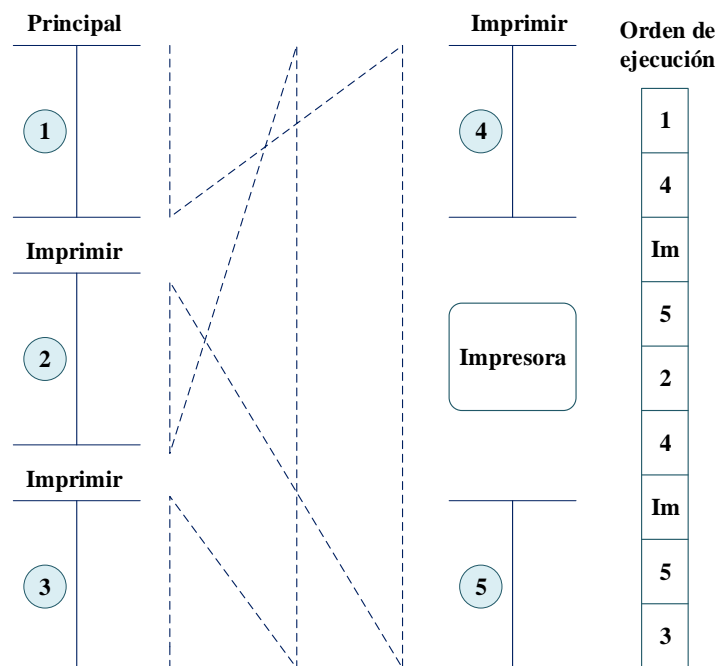 Principal
1
Imprimir
2
Imprimir
3
Imprimir
4
Impresora
5
Orden de
ejecución
1
4
Im
5
2
4
Im
5
3